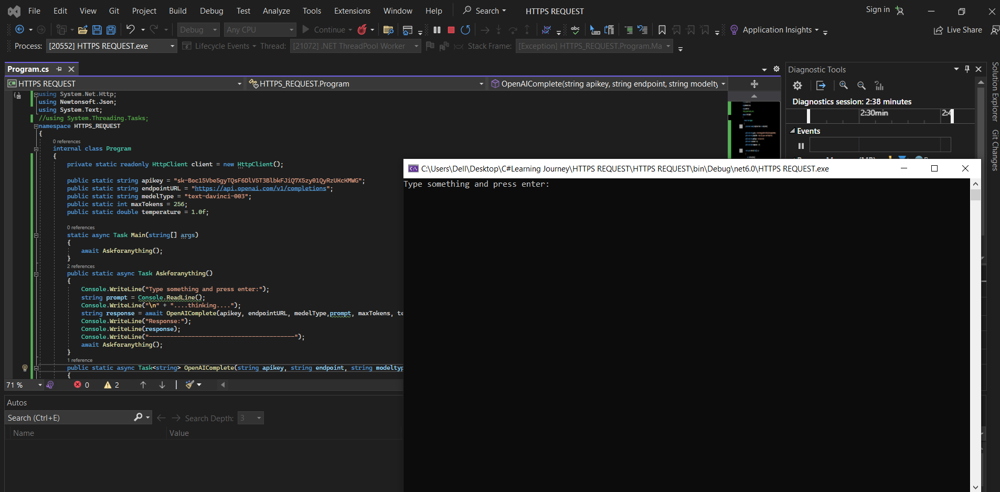 File Edit View Git Project Build Debug Test Analyze Tools Extensions Window Help Search HTTPS REQUEST Sign in
Debug Any CPU Continue Application Insights Live Share
Process: [20552] HTTPS REQUEST.exe Lifecycle Events Thread: [21072] .NET ThreadPool Worker Stack Frame: [Exception] HTTPS_REQUEST.Program.Ma
Program.cs
HTTPS REQUEST HTTPS_REQUEST.Program OpenAIComplete(string apikey, string endpoint, string modelty
using System.Net.Http;
using Newtonsoft.Json;
using System.Text;
//using System.Threading.Tasks;
namespace HTTPS_REQUEST
{
0 references
internal class Program
{
private static readonly HttpClient client = new HttpClient();
public static string apikey = "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";
public static string endpointURL = "https://api.openai.com/v1/completions";
public static string medelType = "text-davinci-003";
public static int maxTokens = 256;
public static double temperature = 1.0f;
0 references
static async Task Main(string[] args)
{
await Askforanything();
}
2 references
public static async Task Askforanything()
{
Console.WriteLine("Type something and press enter:");
string prompt = Console.ReadLine();
Console.WriteLine("\n" + "....thinking....");
string response = await OpenAIComplete(apikey, endpointURL, medelType,prompt, maxTokens, te
Console.WriteLine("Response:");
Console.WriteLine(response);
Console.WriteLine("-----------------------------------------");
await Askforanything();
}
1 reference
public static async Task<string> OpenAIComplete(string apikey, string endpoint, string modeltyp
{
71 % 0 2
Autos
Search (Ctrl+E) Search Depth: 3
Name Value
Diagnostic Tools
Diagnostics session: 2:38 minutes
2:30min 2:4
Events
Solution Explorer
Git Changes
C:\Users\Dell\Desktop\C#Learning Journey\HTTPS REQUEST\HTTPS REQUEST\bin\Debug\net6.0\HTTPS REQUEST.exe
Type something and press enter: